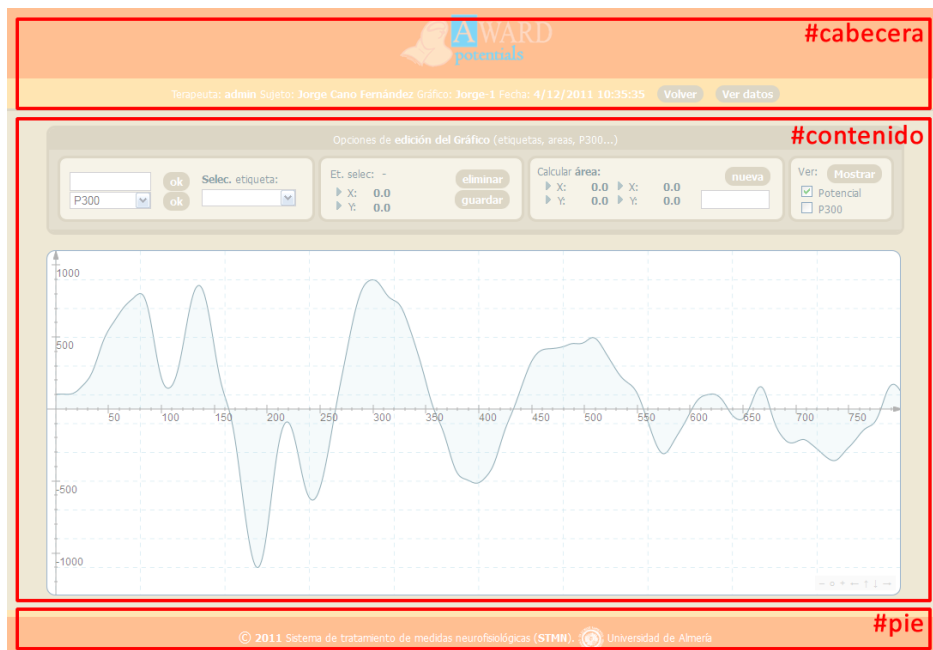 #cabecera
AWARD
potentials
Terapeuta: admin Sujeto: Jorge Cano Fernández Gráfico: Jorge-1 Fecha: 4/12/2011 10:35:35 Volver Ver datos
#contenido
Opciones de edición del Gráfico (etiquetas, areas, P300...)
ok Selec. etiqueta:
P300 ok
Et. selec: - eliminar
X: 0.0
Y: 0.0 guardar
Calcular área: nueva
X: 0.0 X: 0.0
Y: 0.0 Y: 0.0
Ver: Mostrar
Potencial
P300
1000
500
50 100 150 200 250 300 350 400 450 500 550 600 650 700 750
-500
-1000
- = + ← ↑ ↓ →
#pie
© 2011 Sistema de tratamiento de medidas neurofisiológicas (STMN). Universidad de Almería